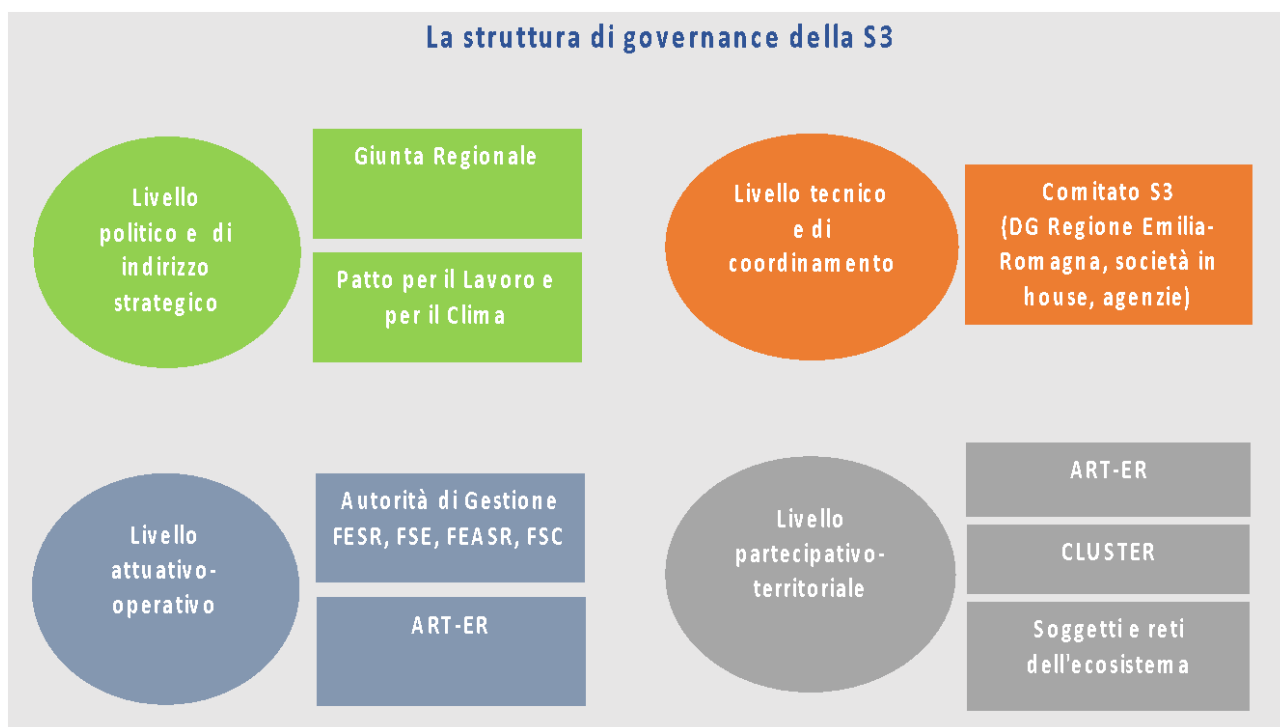 La struttura di governance della S3
Livello
politico e di
indirizzo
strategico
Giunta Regionale
Patto per il Lavoro e
per il Clima
Livello tecnico
e di
coordinamento
Comitato S3
(DG Regione Emilia-
Romagna, società in
house, agenzie)
Livello
attuativo-
operativo
Autorità di Gestione
FESR, FSE, FEASR, FSC
ART-ER
Livello
partecipativo-
territoriale
ART-ER
CLUSTER
Soggetti e reti
dell'ecosistema